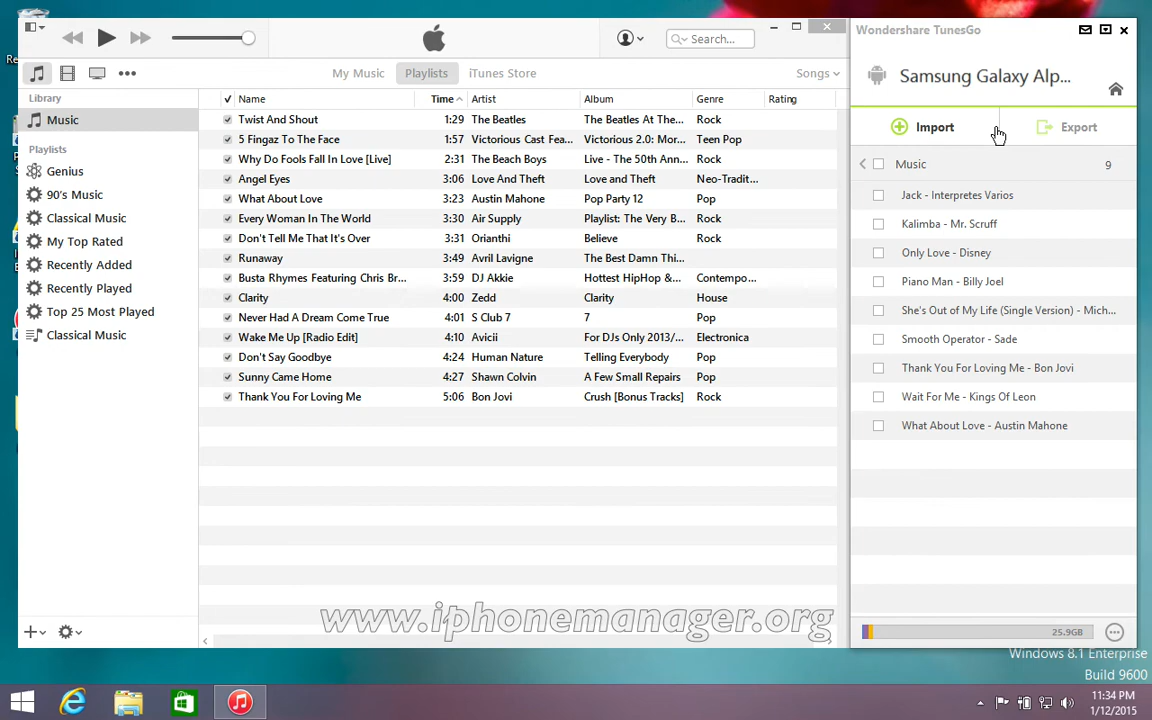 Re
Search...
My Music Playlists iTunes Store Songs
Library
Music
Playlists
Genius
90's Music
Classical Music
My Top Rated
Recently Added
Recently Played
Top 25 Most Played
Classical Music
Name Time Artist Album Genre Rating
Twist And Shout 1:29 The Beatles The Beatles At The... Rock
5 Fingaz To The Face 1:57 Victorious Cast Fea... Victorious 2.0: Mor... Teen Pop
Why Do Fools Fall In Love [Live] 2:31 The Beach Boys Live - The 50th Ann... Rock
Angel Eyes 3:06 Love And Theft Love and Theft Neo-Tradit...
What About Love 3:23 Austin Mahone Pop Party 12 Pop
Every Woman In The World 3:30 Air Supply Playlist: The Very B... Rock
Don't Tell Me That It's Over 3:31 Orianthi Believe Rock
Runaway 3:49 Avril Lavigne The Best Damn Thi...
Busta Rhymes Featuring Chris Br... 3:59 DJ Akkie Hottest HipHop &... Contempo...
Clarity 4:00 Zedd Clarity House
Never Had A Dream Come True 4:01 S Club 7 7 Pop
Wake Me Up [Radio Edit] 4:10 Avicii For DJs Only 2013/... Electronica
Don't Say Goodbye 4:24 Human Nature Telling Everybody Pop
Sunny Came Home 4:27 Shawn Colvin A Few Small Repairs Pop
Thank You For Loving Me 5:06 Bon Jovi Crush [Bonus Tracks] Rock
www.iphonemanager.org
Wondershare TunesGo
Samsung Galaxy Alp...
Import Export
Music 9
Jack - Interpretes Varios
Kalimba - Mr. Scruff
Only Love - Disney
Piano Man - Billy Joel
She's Out of My Life (Single Version) - Mich...
Smooth Operator - Sade
Thank You For Loving Me - Bon Jovi
Wait For Me - Kings Of Leon
What About Love - Austin Mahone
25.9GB
Windows 8.1 Enterprise
Build 9600
11:34 PM
1/12/2015